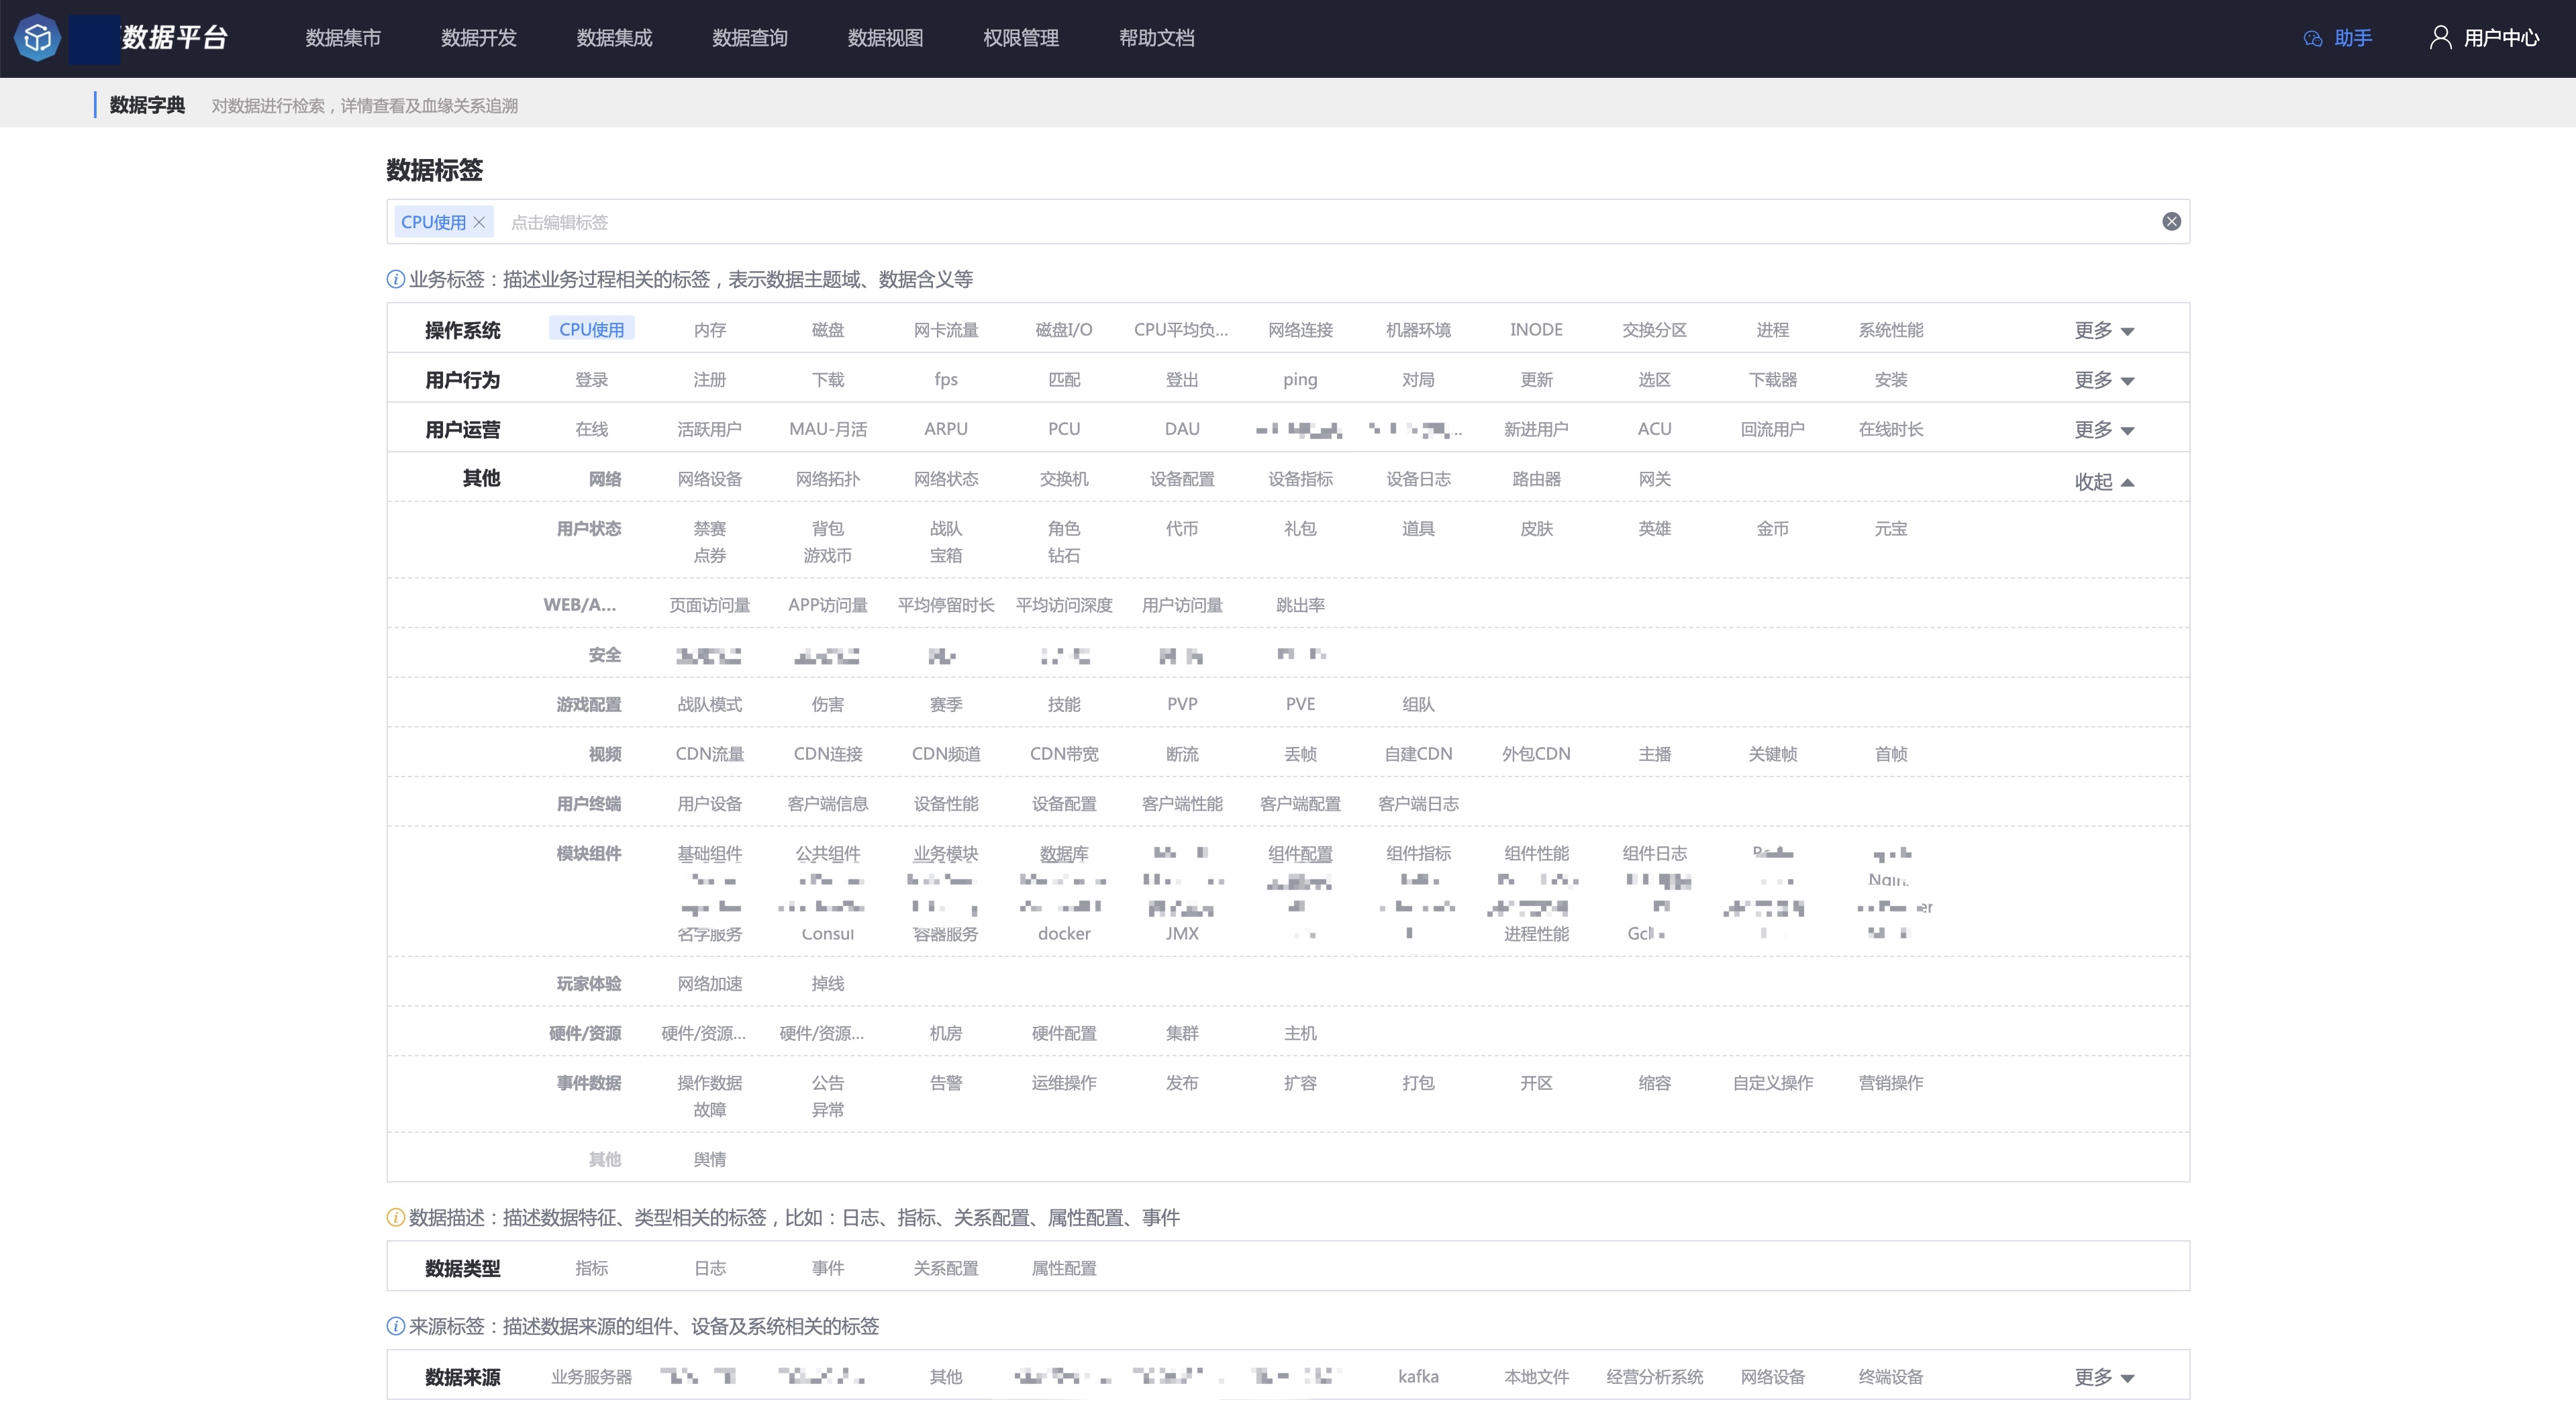 数据平台 数据集市 数据开发 数据集成 数据查询 数据视图 权限管理 帮助文档 助手 用户中心
数据字典 对数据进行检索，详情查看及血缘关系追溯
数据标签
CPU使用 点击编辑标签
业务标签：描述业务过程相关的标签，表示数据主题域、数据含义等
操作系统 CPU使用 内存 磁盘 网卡流量 磁盘I/O CPU平均负... 网络连接 机器环境 INODE 交换分区 进程 系统性能 更多
用户行为 登录 注册 下载 fps 匹配 登出 ping 对局 更新 选区 下载器 安装 更多
用户运营 在线 活跃用户 MAU-月活 ARPU PCU DAU 新进用户 ACU 回流用户 在线时长 更多
其他 网络 网络设备 网络拓扑 网络状态 交换机 设备配置 设备指标 设备日志 路由器 网关 收起
用户状态 禁赛 背包 战队 角色 代币 礼包 道具 皮肤 英雄 金币 元宝
点券 游戏币 宝箱 钻石
WEB/A... 页面访问量 APP访问量 平均停留时长 平均访问深度 用户访问量 跳出率
安全
游戏配置 战队模式 伤害 赛季 技能 PVP PVE 组队
视频 CDN流量 CDN连接 CDN频道 CDN带宽 断流 丢帧 自建CDN 外包CDN 主播 关键帧 首帧
用户终端 用户设备 客户端信息 设备性能 设备配置 客户端性能 客户端配置 客户端日志
模块组件 基础组件 公共组件 业务模块 数据库 组件配置 组件指标 组件性能 组件日志
名字服务 Consul 容器服务 docker JMX 进程性能
玩家体验 网络加速 掉线
硬件/资源 硬件/资源... 硬件/资源... 机房 硬件配置 集群 主机
事件数据 操作数据 公告 告警 运维操作 发布 扩容 打包 开区 缩容 自定义操作 营销操作
故障 异常
其他 舆情
数据描述：描述数据特征、类型相关的标签，比如：日志、指标、关系配置、属性配置、事件
数据类型 指标 日志 事件 关系配置 属性配置
来源标签：描述数据来源的组件、设备及系统相关的标签
数据来源 业务服务器 其他 kafka 本地文件 经营分析系统 网络设备 终端设备 更多